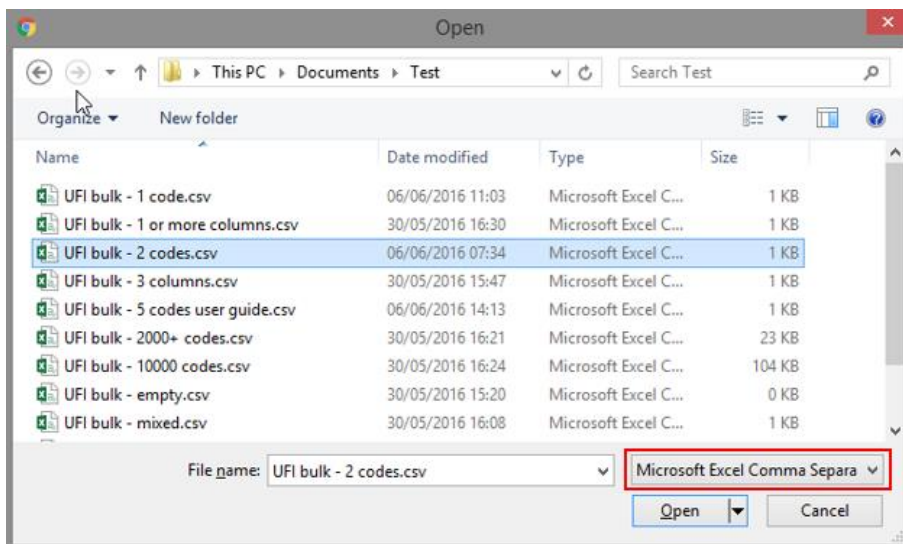 Open
This PC Documents Test Search Test
Organize New folder
Name Date modified Type Size
UFI bulk - 1 code.csv 06/06/2016 11:03 Microsoft Excel C... 1 KB
UFI bulk - 1 or more columns.csv 30/05/2016 16:30 Microsoft Excel C... 1 KB
UFI bulk - 2 codes.csv 06/06/2016 07:34 Microsoft Excel C... 1 KB
UFI bulk - 3 columns.csv 30/05/2016 15:47 Microsoft Excel C... 1 KB
UFI bulk - 5 codes user guide.csv 06/06/2016 14:13 Microsoft Excel C... 1 KB
UFI bulk - 2000+ codes.csv 30/05/2016 16:21 Microsoft Excel C... 23 KB
UFI bulk - 10000 codes.csv 30/05/2016 16:24 Microsoft Excel C... 104 KB
UFI bulk - empty.csv 30/05/2016 15:20 Microsoft Excel C... 0 KB
UFI bulk - mixed.csv 30/05/2016 16:08 Microsoft Excel C... 1 KB
File name: UFI bulk - 2 codes.csv Microsoft Excel Comma Separa
Open Cancel